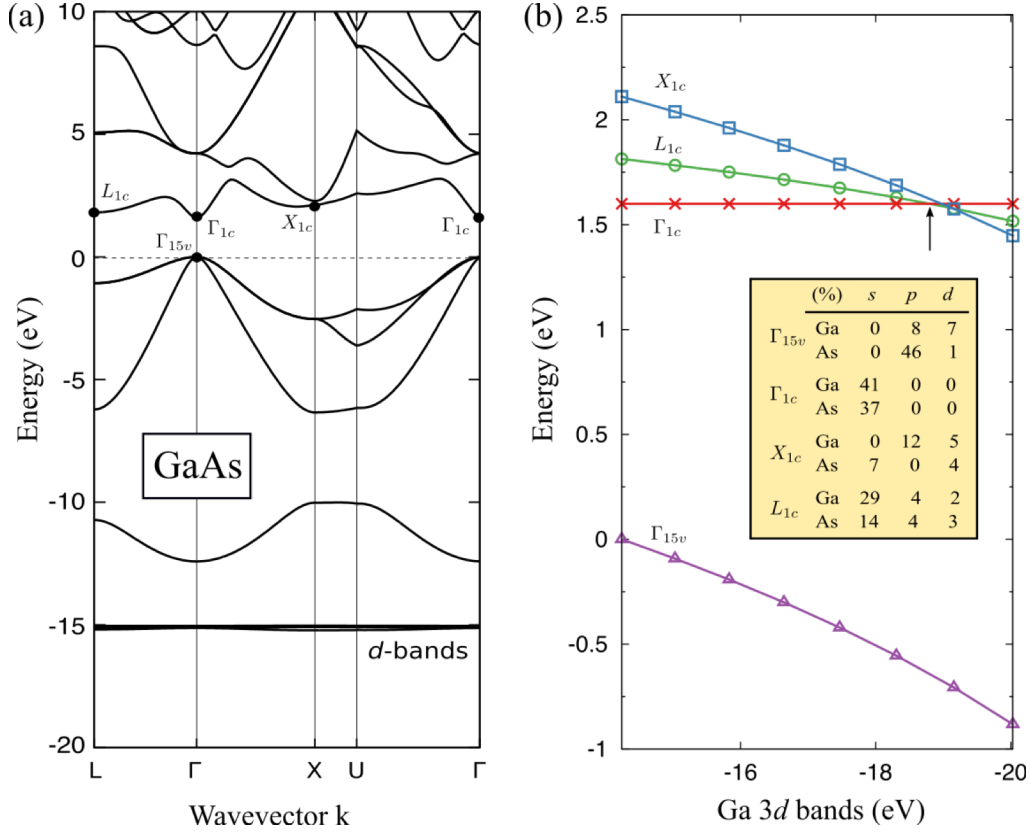 (a)
10
5
0
-5
-10
-15
-20
Energy (eV)
L₁c
Γ₁c
X₁c
Γ₁c
Γ₁₅v
GaAs
d-bands
L Γ X U Γ
Wavevector k
(b)
2.5
2
1.5
1
0.5
0
-0.5
-1
Energy (eV)
X₁c
L₁c
Γ₁c
(%) s p d
Γ₁₅v Ga 0 8 7
As 0 46 1
Γ₁c Ga 41 0 0
As 37 0 0
X₁c Ga 0 12 5
As 7 0 4
L₁c Ga 29 4 2
As 14 4 3
Γ₁₅v
-16 -18 -20
Ga 3d bands (eV)